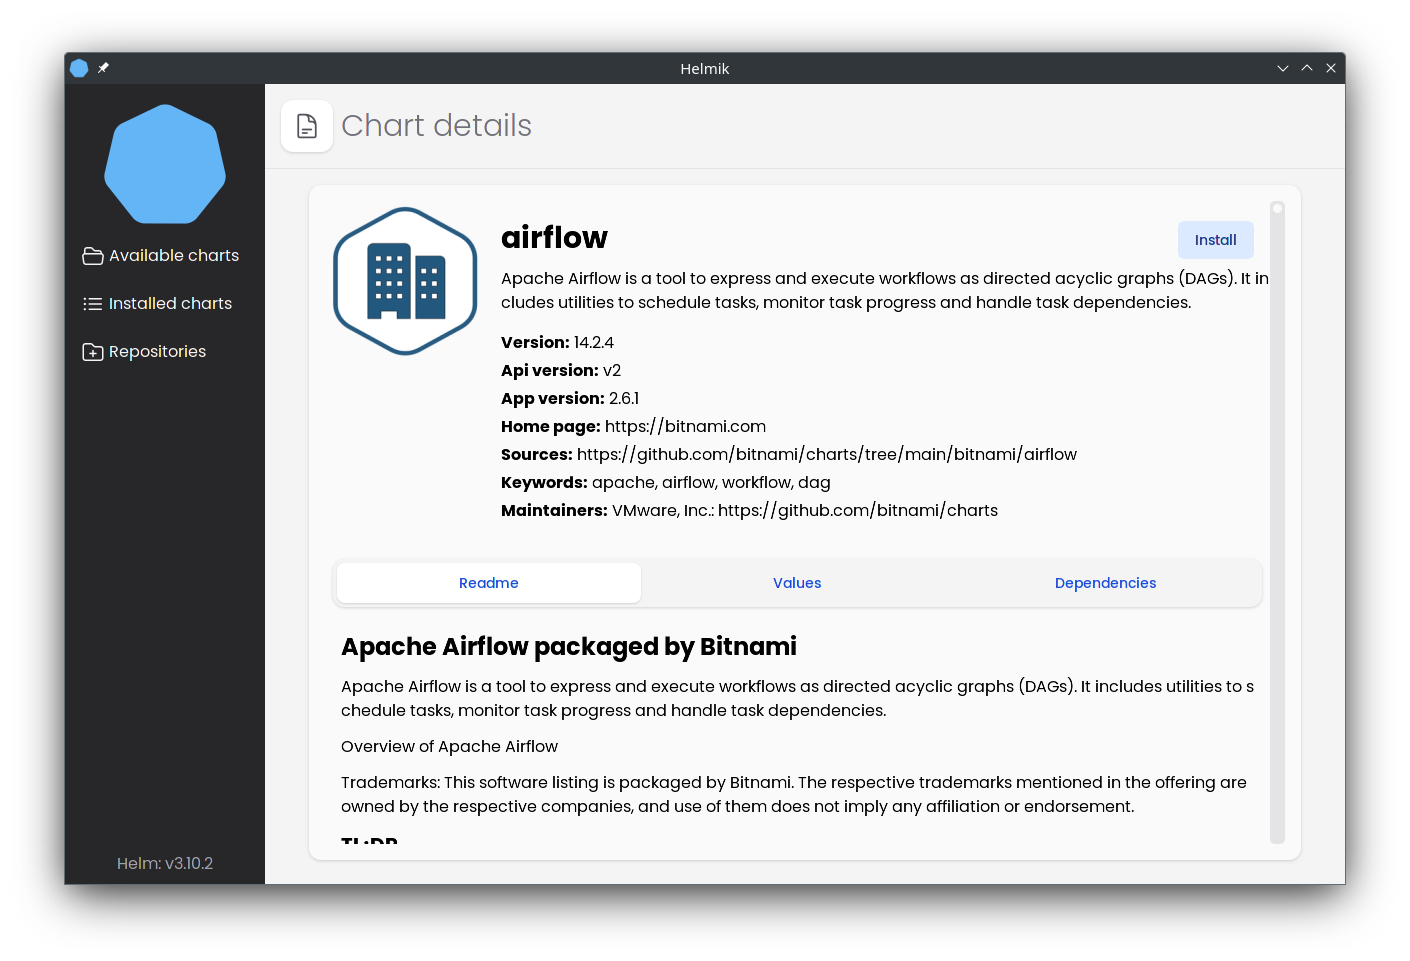 Helmik
Available charts
Installed charts
Repositories
Helm: v3.10.2
Chart details
airflow
Install
Apache Airflow is a tool to express and execute workflows as directed acyclic graphs (DAGs). It in
cludes utilities to schedule tasks, monitor task progress and handle task dependencies.
Version: 14.2.4
Api version: v2
App version: 2.6.1
Home page: https://bitnami.com
Sources: https://github.com/bitnami/charts/tree/main/bitnami/airflow
Keywords: apache, airflow, workflow, dag
Maintainers: VMware, Inc.: https://github.com/bitnami/charts
Readme
Values
Dependencies
Apache Airflow packaged by Bitnami
Apache Airflow is a tool to express and execute workflows as directed acyclic graphs (DAGs). It includes utilities to s
chedule tasks, monitor task progress and handle task dependencies.
Overview of Apache Airflow
Trademarks: This software listing is packaged by Bitnami. The respective trademarks mentioned in the offering are
owned by the respective companies, and use of them does not imply any affiliation or endorsement.
TL;DR